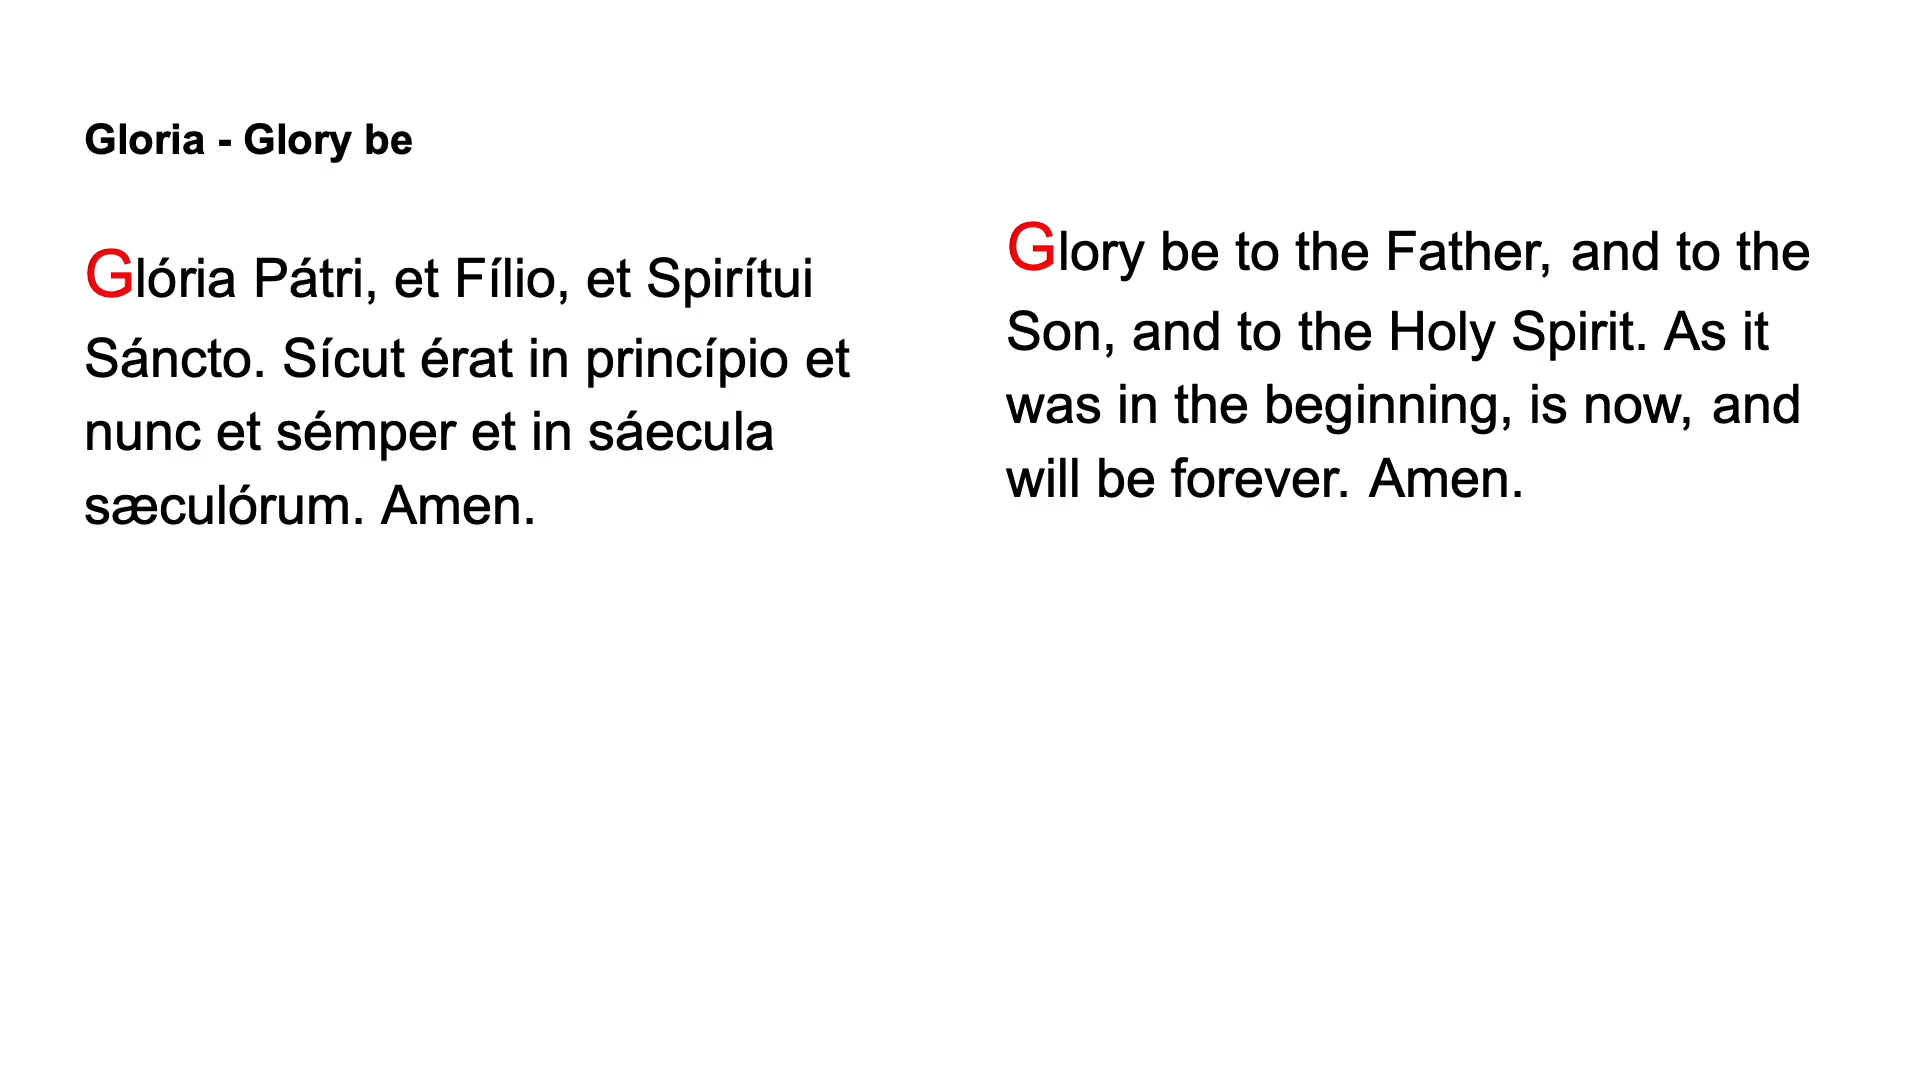 Gloria - Glory be
Glória Pátri, et Fílio, et Spirítui
Sáncto. Sícut érat in princípio et
nunc et sémper et in sáecula
sæculórum. Amen.
Glory be to the Father, and to the
Son, and to the Holy Spirit. As it
was in the beginning, is now, and
will be forever. Amen.